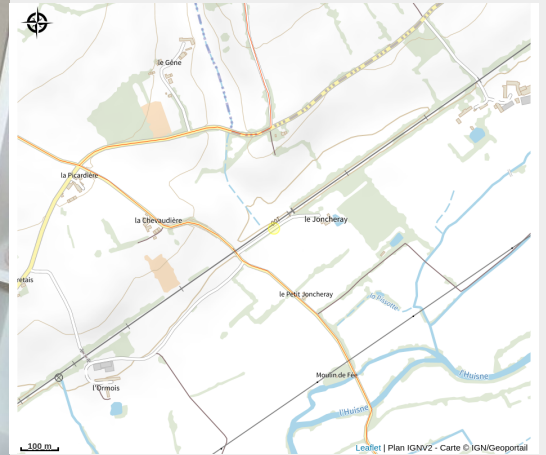 le Gêne
la Picardière
la Chevaudière
le Joncheray
retais
le Petit Joncheray
la Pissotte
Moulin de Fée
l'Huisne
l'Ormois
l'Huisne
100 m
Leaflet | Plan IGNV2 - Carte © IGN/Geoportail